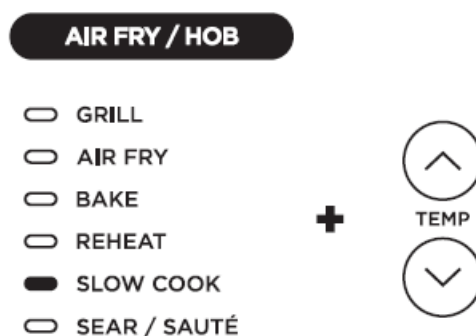 AIR FRY / HOB
GRILL
AIR FRY
BAKE
REHEAT
SLOW COOK
SEAR / SAUTÉ
+
TEMP